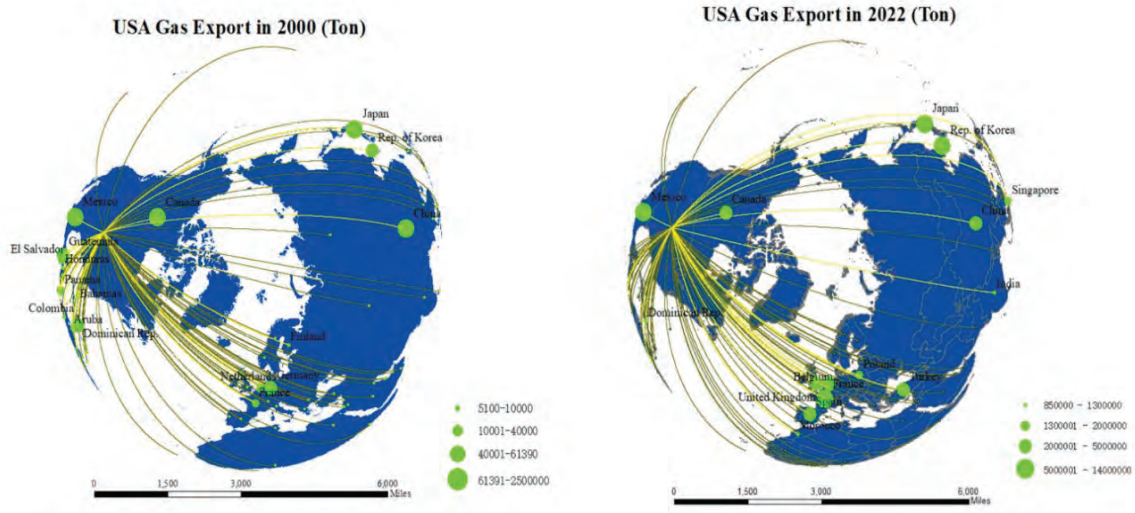 USA Gas Export in 2000 (Ton)
Japan
Rep. of Korea
Mexico
Canada
China
Guatemala
El Salvador
Honduras
Panama
Bahamas
Colombia
Aruba
Dominican Rep.
Finland
Netherlands
Germany
France
5100-10000
10001-40000
40001-61390
61391-2500000
0 1,500 3,000 6,000
Miles
USA Gas Export in 2022 (Ton)
Japan
Rep. of Korea
Singapore
Mexico
Canada
China
India
Dominican Rep.
Poland
Belgium
France
Turkey
United Kingdom
Spain
Morocco
850000 - 1300000
1300001 - 2000000
2000001 - 5000000
5000001 - 14000000
0 1,500 3,000 6,000
Miles